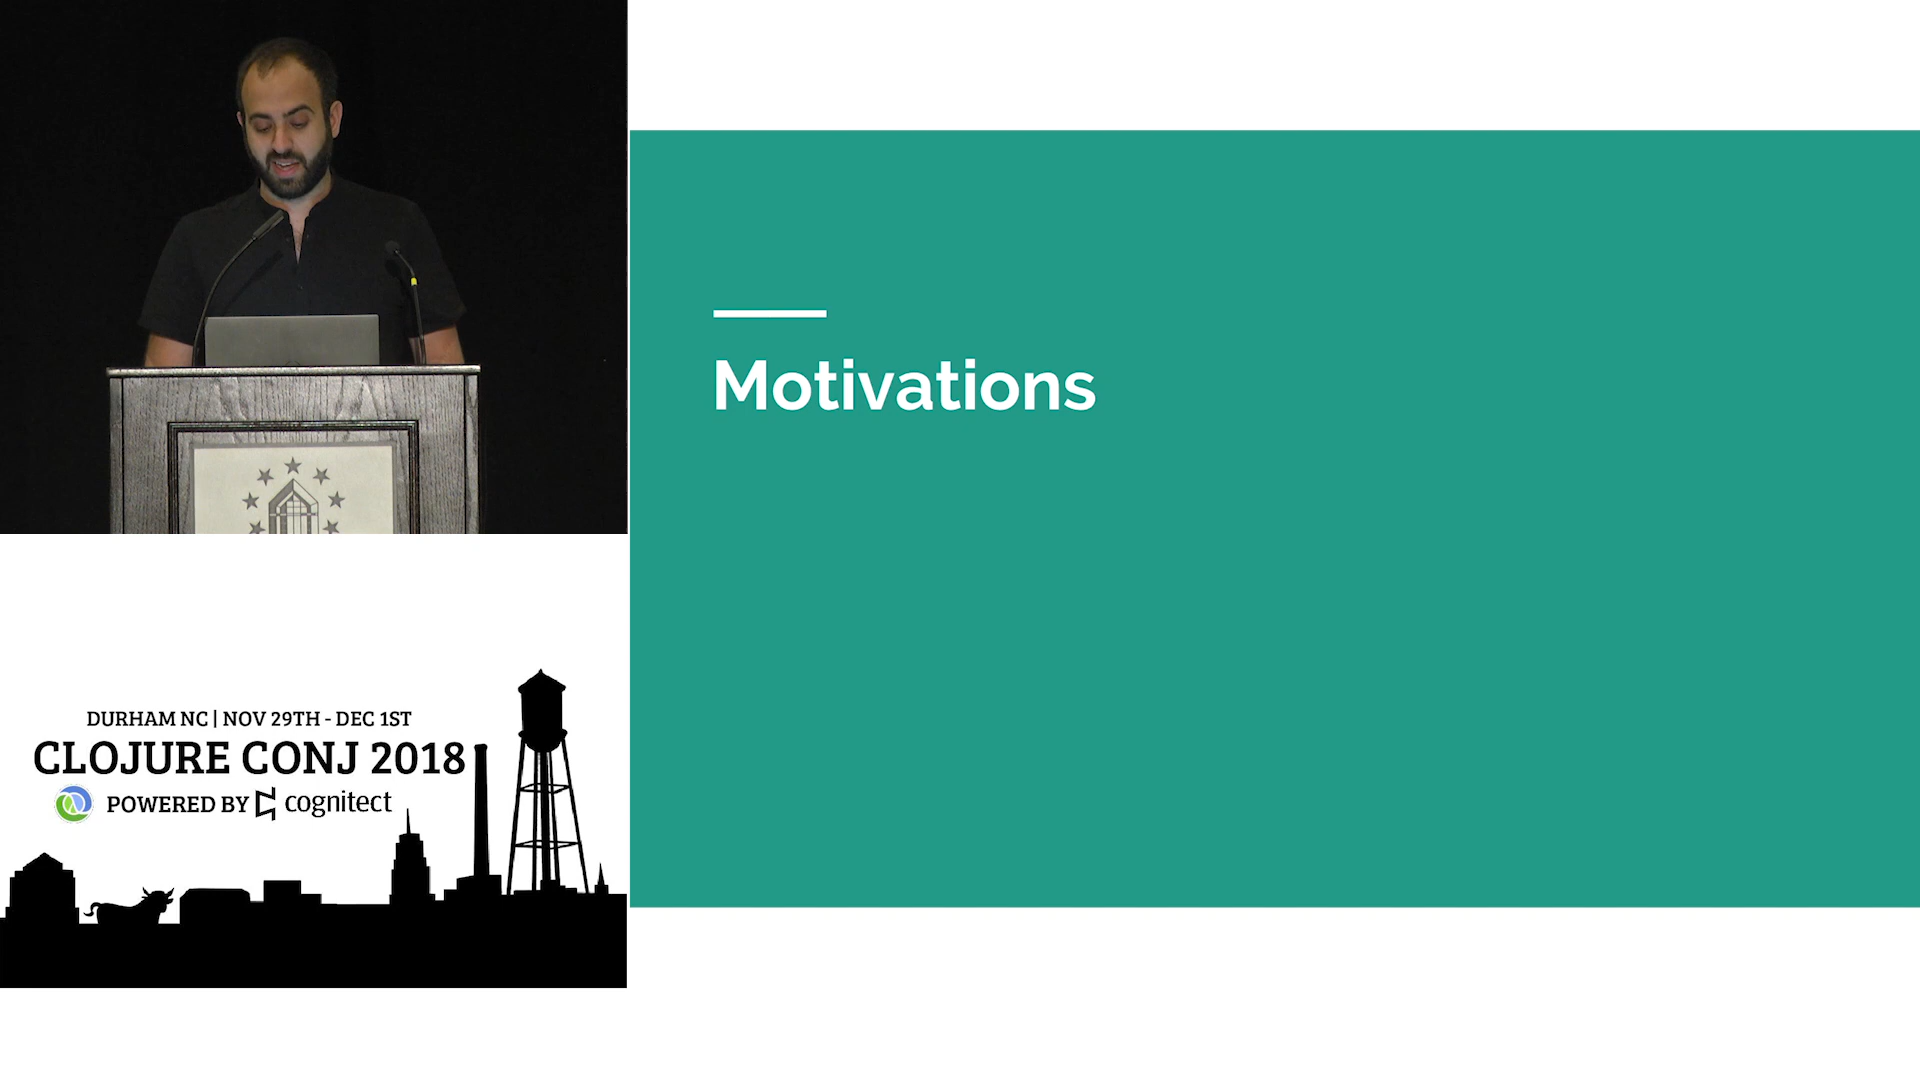 Motivations
DURHAM NC | NOV 29TH - DEC 1ST
CLOJURE CONJ 2018
POWERED BY cognitect